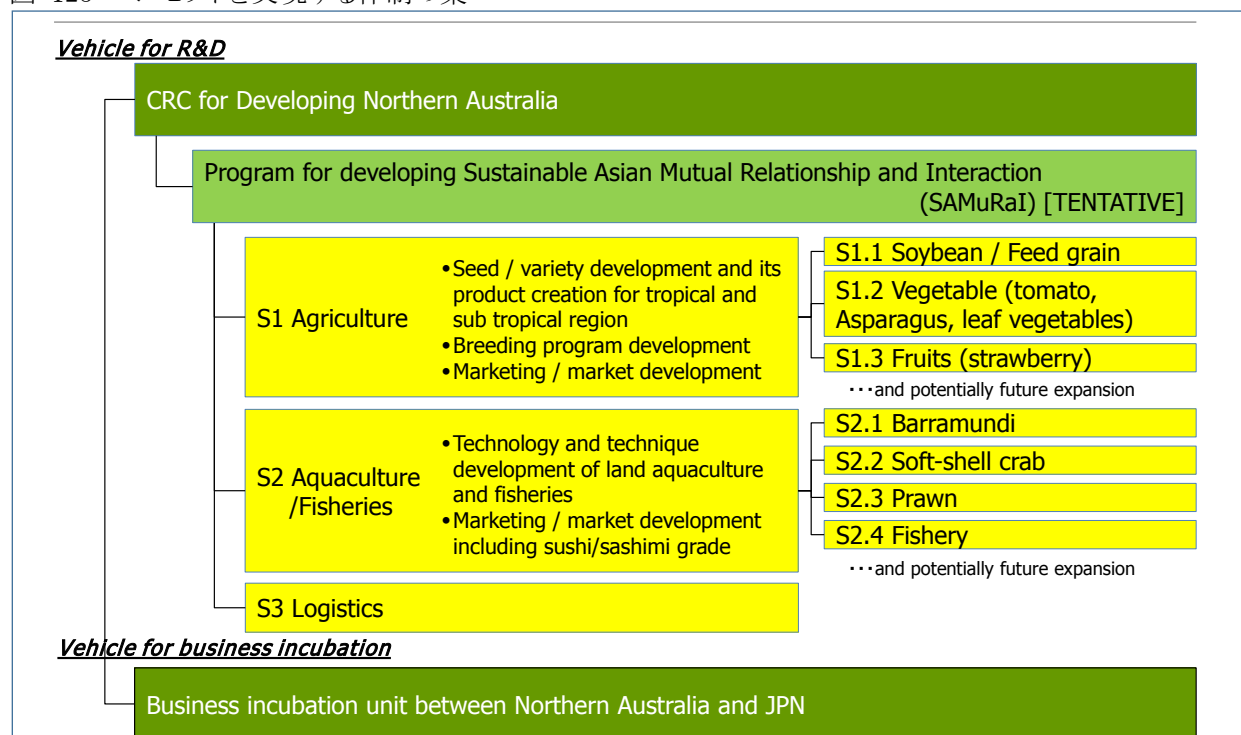 Vehicle for R&D
CRC for Developing Northern Australia
Program for developing Sustainable Asian Mutual Relationship and Interaction
(SAMuRaI) [TENTATIVE]
S1 Agriculture
•Seed / variety development and its
product creation for tropical and
sub tropical region
•Breeding program development
•Marketing / market development
S1.1 Soybean / Feed grain
S1.2 Vegetable (tomato,
Asparagus, leaf vegetables)
S1.3 Fruits (strawberry)
･･･and potentially future expansion
S2 Aquaculture
/Fisheries
•Technology and technique
development of land aquaculture
and fisheries
•Marketing / market development
including sushi/sashimi grade
S2.1 Barramundi
S2.2 Soft-shell crab
S2.3 Prawn
S2.4 Fishery
･･･and potentially future expansion
S3 Logistics
Vehicle for business incubation
Business incubation unit between Northern Australia and JPN